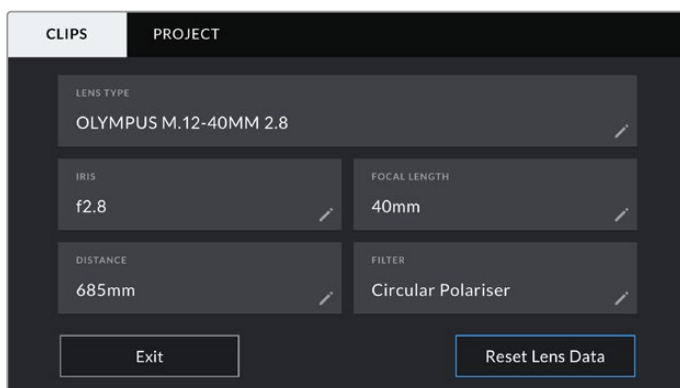 CLIPS PROJECT
LENS TYPE
OLYMPUS M.12-40MM 2.8
IRIS
f2.8
FOCAL LENGTH
40mm
DISTANCE
685mm
FILTER
Circular Polariser
Exit
Reset Lens Data